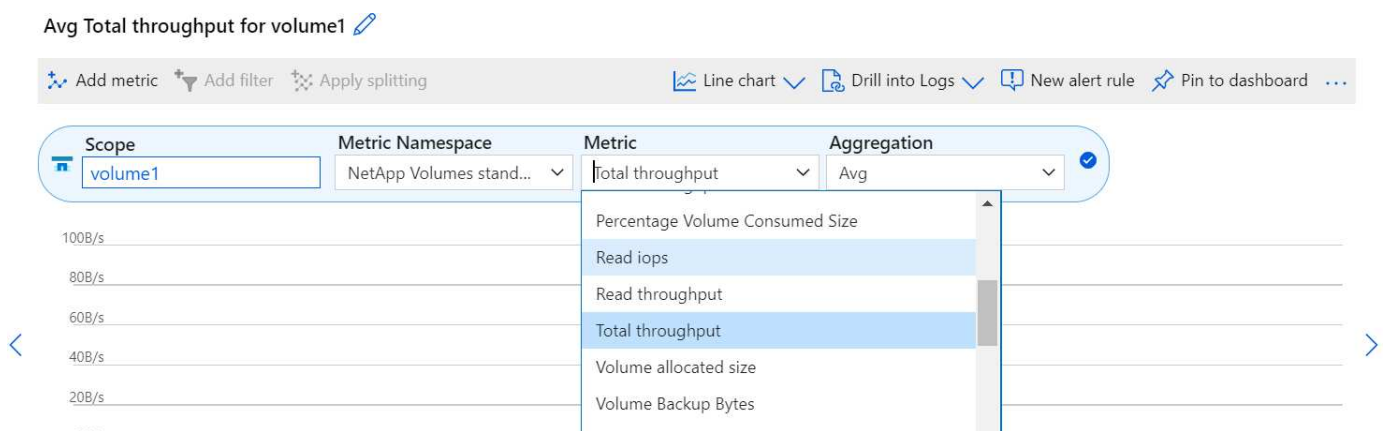 Avg Total throughput for volume1
Add metric Add filter Apply splitting Line chart Drill into Logs New alert rule Pin to dashboard ...
Scope Metric Namespace Metric Aggregation
volume1 NetApp Volumes stand... Total throughput Avg
Percentage Volume Consumed Size
100B/s
Read iops
80B/s
Read throughput
60B/s
Total throughput
40B/s
Volume allocated size
20B/s
Volume Backup Bytes